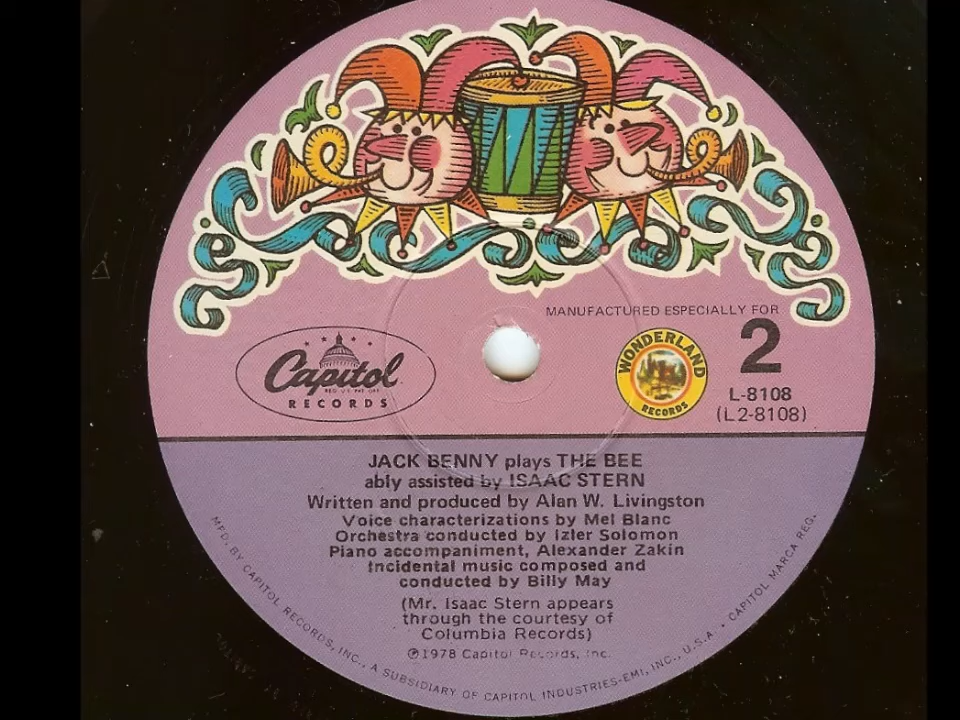 MANUFACTURED ESPECIALLY FOR
Capitol
REG. U.S. PAT. OFF.
RECORDS
WONDERLAND
RECORDS
2
L-8108
(L2-8108)
JACK BENNY plays THE BEE
ably assisted by ISAAC STERN
Written and produced by Alan W. Livingston
Voice characterizations by Mel Blanc
Orchestra conducted by Izler Solomon
Piano accompaniment, Alexander Zakin
Incidental music composed and
conducted by Billy May
(Mr. Isaac Stern appears
through the courtesy of
Columbia Records)
℗1978 Capitol Records, Inc.
MFD. BY CAPITOL RECORDS, INC., A SUBSIDIARY OF CAPITOL INDUSTRIES-EMI, INC., U.S.A. • CAPITOL MARCA REG.